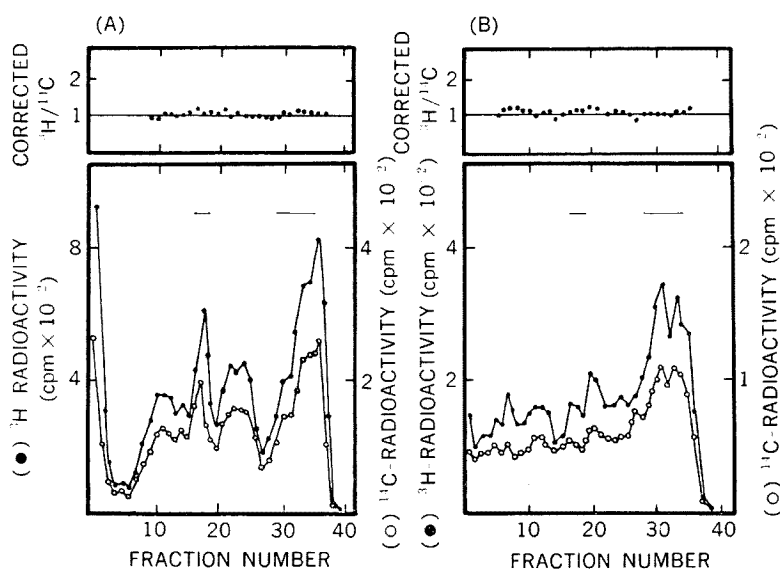 (A)
CORRECTED
³H/¹⁴C
2
1
(●) ³H RADIOACTIVITY
(cpm × 10⁻²)
8
4
4
2
(○) ¹⁴C-RADIOACTIVITY (cpm × 10⁻²)
10 20 30 40
FRACTION NUMBER
(B)
CORRECTED
³H/¹⁴C
2
1
(●) ³H-RADIOACTIVITY (cpm × 10⁻²)
4
2
2
1
(○) ¹⁴C-RADIOACTIVITY (cpm × 10⁻²)
0 10 20 30 40
FRACTION NUMBER